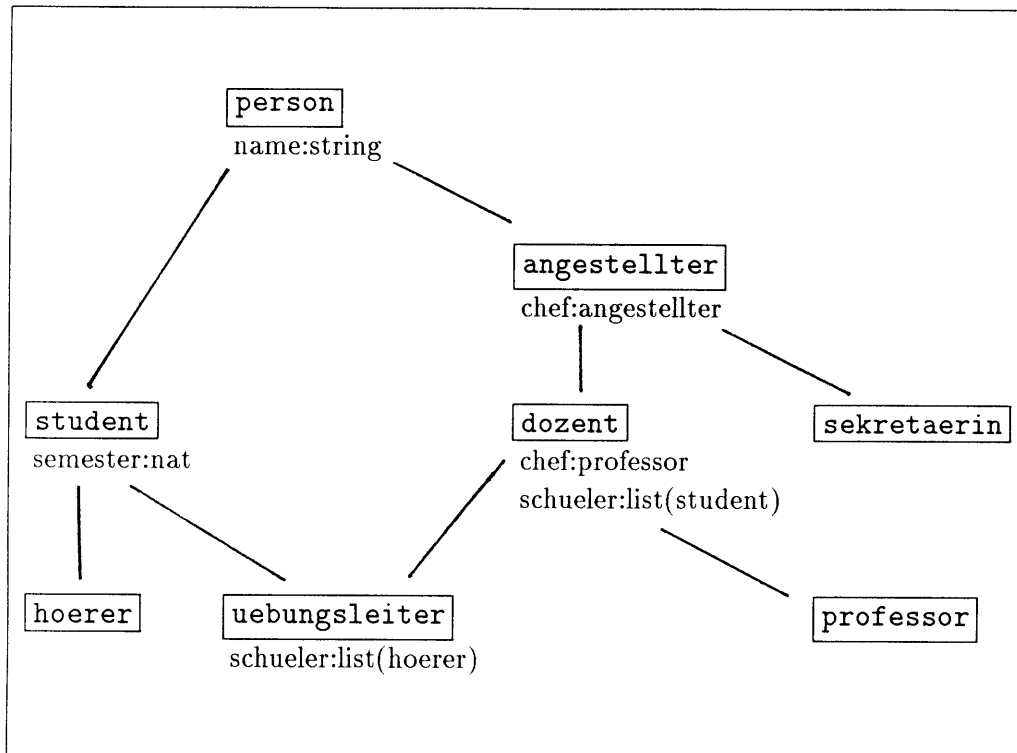 person
name:string
angestellter
chef:angestellter
student
semester:nat
dozent
chef:professor
schueler:list(student)
sekretaerin
hoerer
uebungsleiter
schueler:list(hoerer)
professor